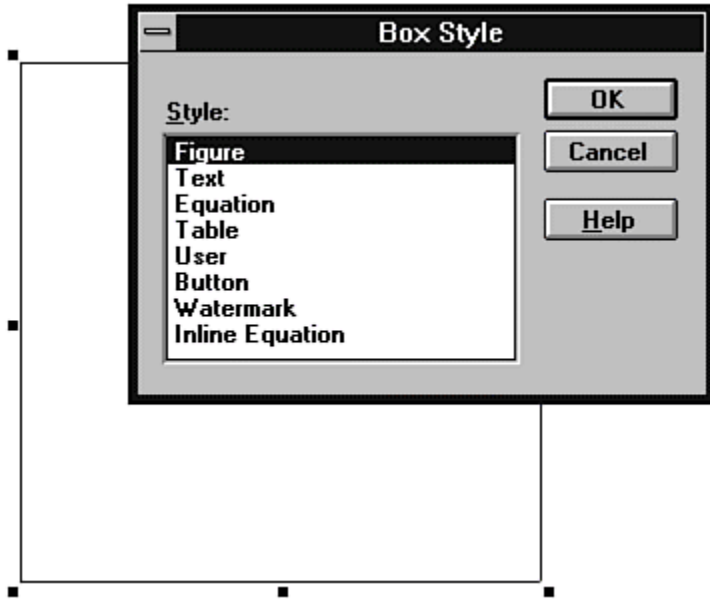 Box Style
Style:
Figure
Text
Equation
Table
User
Button
Watermark
Inline Equation
OK
Cancel
Help